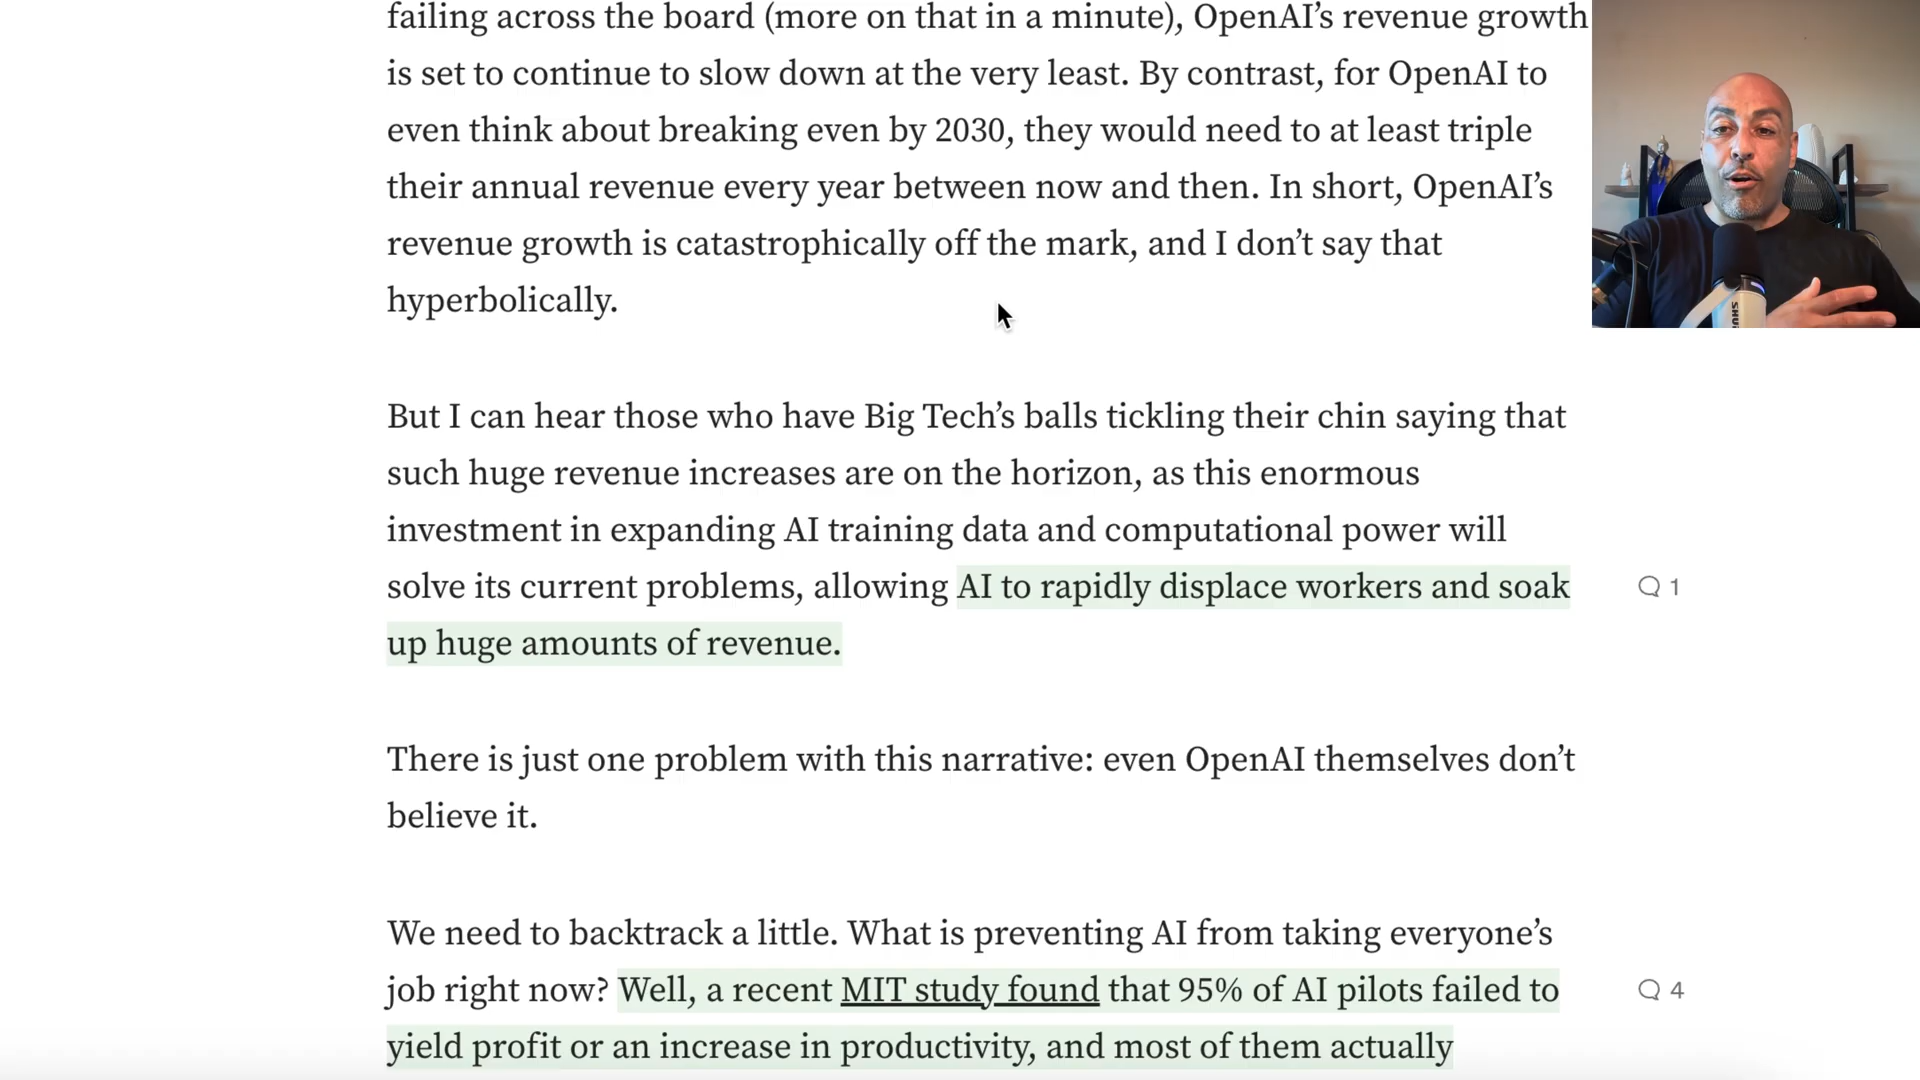 failing across the board (more on that in a minute), OpenAI’s revenue growth
is set to continue to slow down at the very least. By contrast, for OpenAI to
even think about breaking even by 2030, they would need to at least triple
their annual revenue every year between now and then. In short, OpenAI’s
revenue growth is catastrophically off the mark, and I don’t say that
hyperbolically.
But I can hear those who have Big Tech’s balls tickling their chin saying that
such huge revenue increases are on the horizon, as this enormous
investment in expanding AI training data and computational power will
solve its current problems, allowing AI to rapidly displace workers and soak
1
up huge amounts of revenue.
There is just one problem with this narrative: even OpenAI themselves don’t
believe it.
We need to backtrack a little. What is preventing AI from taking everyone’s
job right now? Well, a recent MIT study found that 95% of AI pilots failed to
4
yield profit or an increase in productivity, and most of them actually